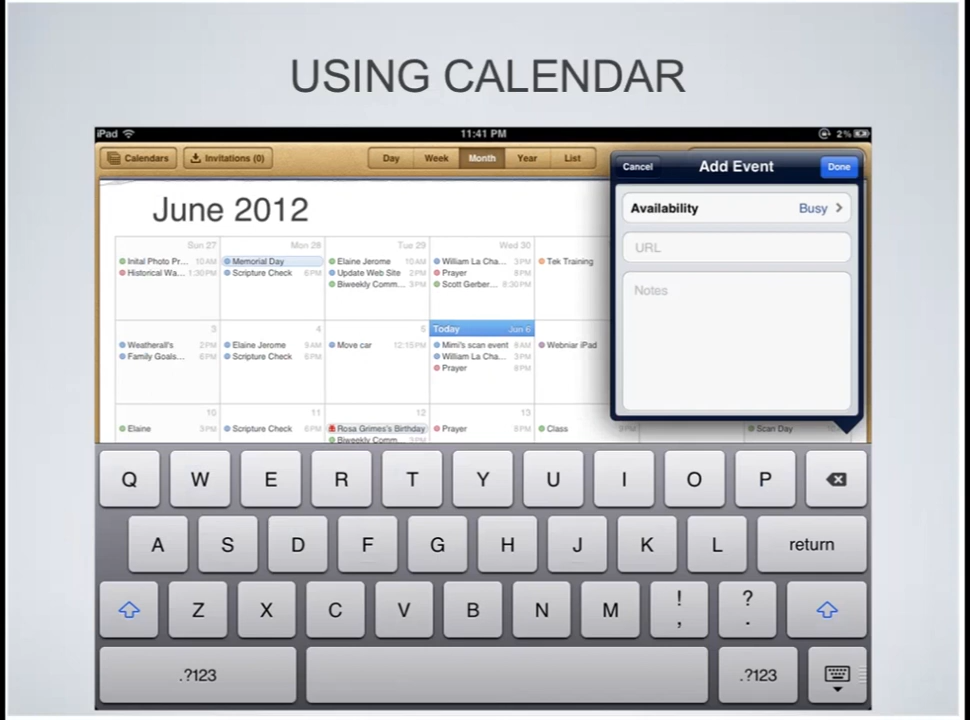 USING CALENDAR
iPad 11:41 PM 2%
Calendars Invitations (0) Day Week Month Year List
Cancel Add Event Done
June 2012
Availability Busy
URL
Notes
Sun 27 Mon 28 Tue 29 Wed 30
Inital Photo Pr... 10AM Memorial Day Elaine Jerome 10AM William La Cha... 3PM Tek Training
Historical Wa... 1:30PM Scripture Check 6PM Update Web Site 2PM Prayer 8PM
Biweekly Comm... 3PM Scott Gerber... 8:30PM
3 4 5 Today Jun 6
Weatherall's 2PM Elaine Jerome 9AM Move car 12:15PM Mimi's scan event 8AM Webniar iPad
Family Goals... 6PM Scripture Check 6PM William La Cha... 3PM
Prayer 8PM
10 11 12 13
Elaine 3PM Scripture Check 6PM Rosa Grimes's Birthday Prayer 8PM Class Scan Day
Biweekly Comm...
Q W E R T Y U I O P
A S D F G H J K L return
Z X C V B N M ! , ? .
.?123 .?123